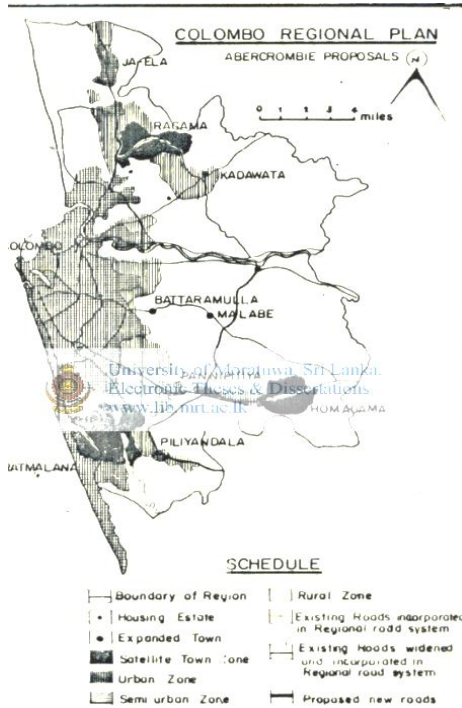 COLOMBO REGIONAL PLAN
ABERCROMBIE PROPOSALS
N
JA-ELA
0 1 2 3 4 miles
RAGAMA
KADAWATA
OLOMBO
BATTARAMULLA
MALABE
University of Moratuwa, Sri Lanka.
Electronic Theses & Dissertations
www.lib.mrt.ac.lk
HOMAGAMA
PILIYANDALA
RATMALANA
SCHEDULE
Boundary of Region
Housing Estate
Expanded Town
Satellite Town Zone
Urban Zone
Semi urban Zone
Rural Zone
Existing Roads incorporated
in Regional road system
Existing Roads widened
and incorporated in
Regional road system
Proposed new roads